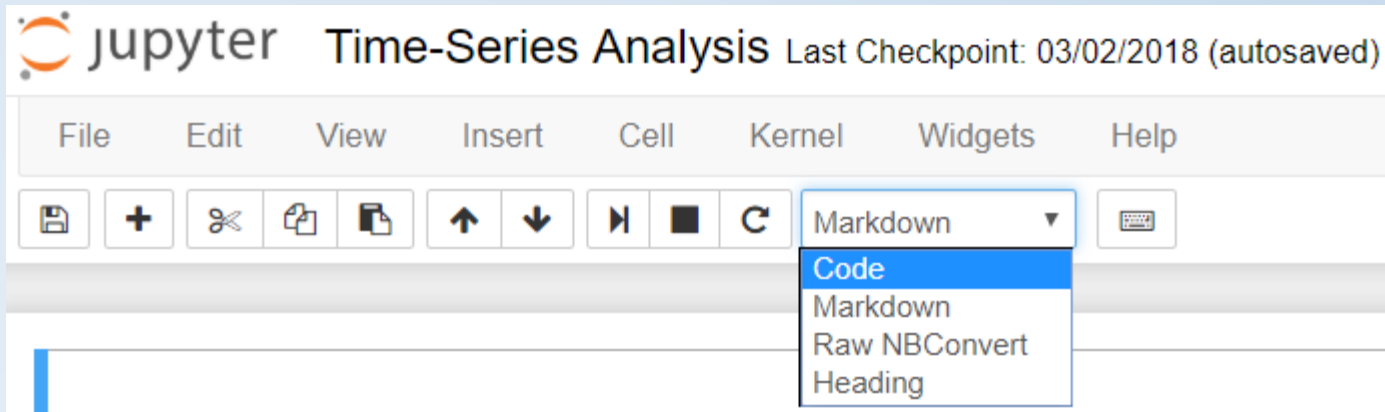 jupyter Time-Series Analysis Last Checkpoint: 03/02/2018 (autosaved)
File Edit View Insert Cell Kernel Widgets Help
Markdown
Code
Markdown
Raw NBConvert
Heading